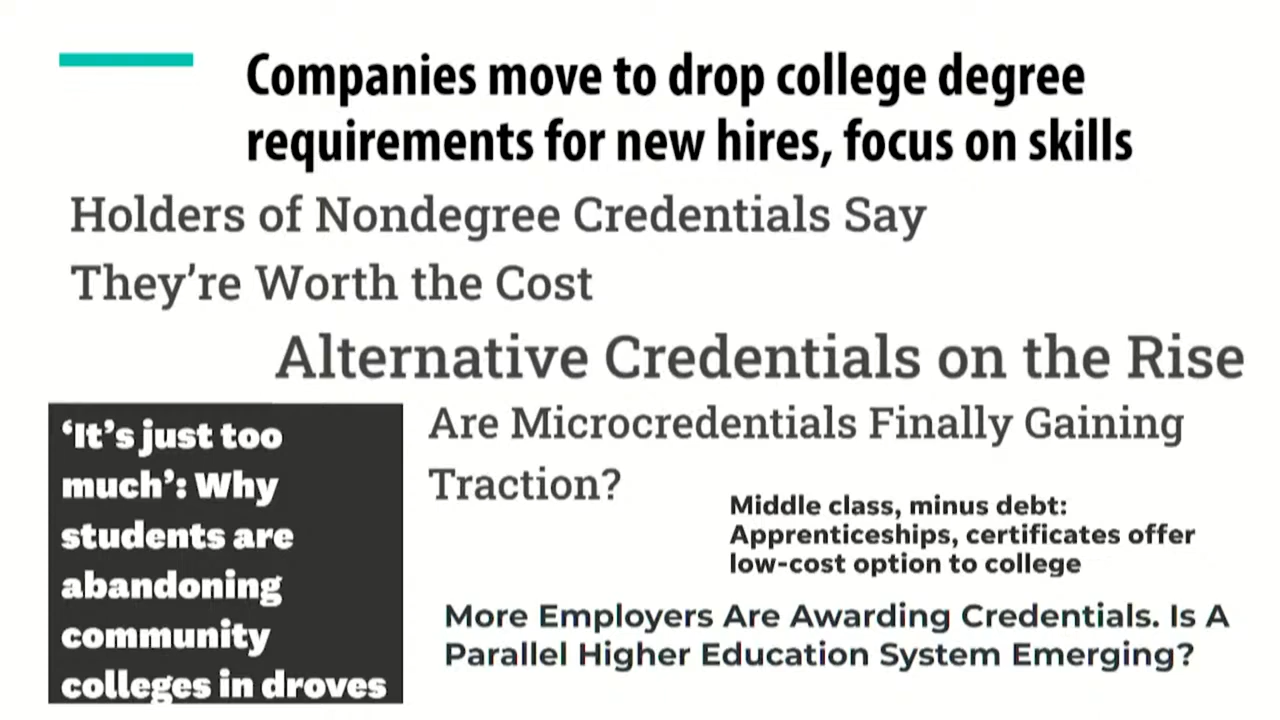 Companies move to drop college degree
requirements for new hires, focus on skills
Holders of Nondegree Credentials Say
They’re Worth the Cost
Alternative Credentials on the Rise
‘It’s just too
much’: Why
students are
abandoning
community
colleges in droves
Are Microcredentials Finally Gaining
Traction?
Middle class, minus debt:
Apprenticeships, certificates offer
low-cost option to college
More Employers Are Awarding Credentials. Is A
Parallel Higher Education System Emerging?